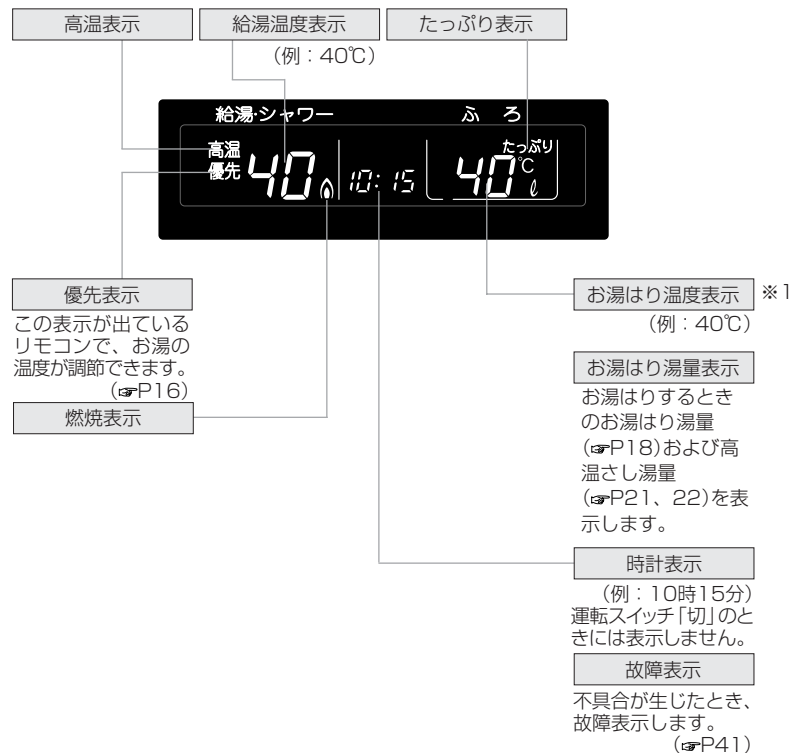 高温表示
給湯温度表示
(例：40℃)
たっぷり表示
給湯・シャワー
ふろ
高温
優先
40
10:15
たっぷり
40
℃
ℓ
優先表示
この表示が出ている
リモコンで、お湯の
温度が調節できます。
(☞P16)
燃焼表示
お湯はり温度表示 ※1
(例：40℃)
お湯はり湯量表示
お湯はりするとき
のお湯はり湯量
(☞P18)および高
温さし湯量
(☞P21、22)を表
示します。
時計表示
(例：10時15分)
運転スイッチ「切」のと
きには表示しません。
故障表示
不具合が生じたとき、
故障表示します。
(☞P41)